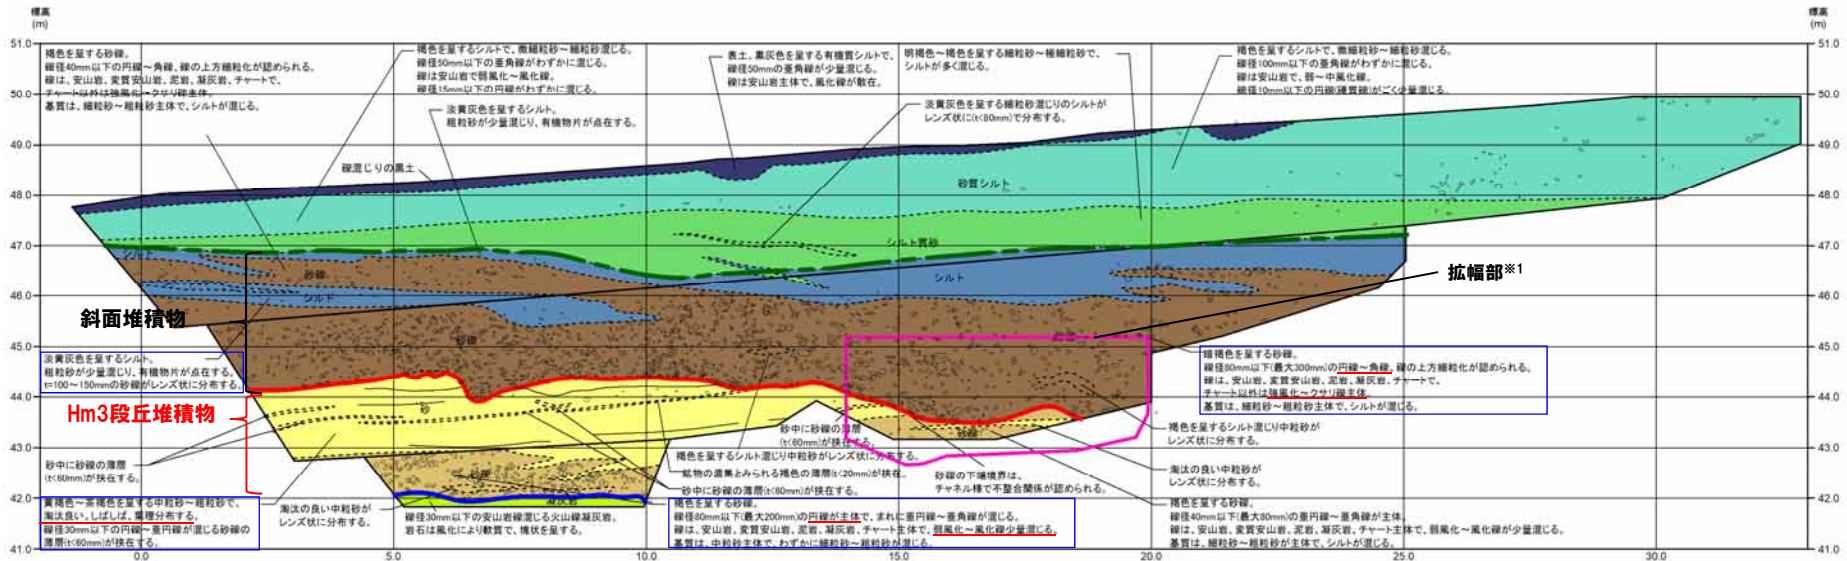 標高
(m)
標高
(m)
51.0
50.0
49.0
48.0
47.0
46.0
45.0
44.0
43.0
42.0
41.0
褐色を呈する砂礫。
礫径40mm以下の円礫～角礫、礫の上方細粒化が認められる。
礫は、安山岩、変質安山岩、泥岩、凝灰岩、チャートで、
チャート以外は強風化～クサリ礫主体。
基質は、細粒砂～粗粒砂主体で、シルトが混じる。
褐色を呈するシルトで、微細粒砂～細粒砂混じる。
礫径50mm以下の亜角礫がわずかに混じる。
礫は安山岩で弱風化～風化礫。
礫径15mm以下の円礫がわずかに混じる。
淡黄灰色を呈するシルト。
粗粒砂が少量混じり、有機物片が点在する。
礫混じりの黒土
表土。黒灰色を呈する有機質シルトで、
礫径50mmの亜角礫が少量混じる。
礫は安山岩主体で、風化礫が散在。
明褐色～褐色を呈する細粒砂～極細粒砂で、
シルトが多く混じる。
淡黄灰色を呈する細粒砂混じりのシルトが
レンズ状に(t<80mm)で分布する。
褐色を呈するシルトで、微細粒砂～細粒砂混じる。
礫径100mm以下の亜角礫がわずかに混じる。
礫は安山岩で、弱～中風化礫。
礫径10mm以下の円礫(硬質礫)がごく少量混じる。
砂質シルト
シルト質砂
シルト
砂礫
シルト
シルト
砂礫
斜面堆積物
拡幅部※1
淡黄灰色を呈するシルト。
粗粒砂が少量混じり、有機物片が点在する。
t=100～150mmの砂礫がレンズ状に分布する。
暗褐色を呈する砂礫。
礫径80mm以下(最大300mm)の円礫～角礫、礫の上方細粒化が認められる。
礫は、安山岩、変質安山岩、泥岩、凝灰岩、チャートで、
チャート以外は強風化～クサリ礫主体。
基質は、細粒砂～粗粒砂主体で、シルトが混じる。
Hm3段丘堆積物
砂
砂礫
砂礫
凝灰岩
砂中に砂礫の薄層
(t<60mm)が挟在する。
褐色を呈するシルト混じり中粒砂が
レンズ状に分布する。
砂中に砂礫の薄層
(t<60mm)が挟在する。
褐色を呈するシルト混じり中粒砂がレンズ状に分布する。
鉱物の濃集とみられる褐色の薄層(t<20mm)が挟在。
砂中に砂礫の薄層(t<60mm)が挟在する。
砂礫の下端境界は、
チャネル様で不整合関係が認められる。
淘汰の良い中粒砂が
レンズ状に分布する。
黄褐色～茶褐色を呈する中粒砂～粗粒砂で、
淘汰良い。しばしば、葉理分布する。
礫径30mm以下の円礫～亜円礫が混じる砂礫の
薄層(t<60mm)が挟在する。
淘汰の良い中粒砂が
レンズ状に分布する。
礫径30mm以下の安山岩礫混じる火山礫凝灰岩。
岩石は風化により軟質で、塊状を呈する。
褐色を呈する砂礫。
礫径80mm以下(最大200mm)の円礫が主体で、まれに亜円礫～亜角礫が混じる。
礫は、安山岩、変質安山岩、泥岩、凝灰岩、チャート主体で、弱風化～風化礫少量混じる。
基質は、中粒砂主体で、わずかに細粒砂～粗粒砂が混じる。
褐色を呈する砂礫。
礫径40mm以下(最大80mm)の亜円礫～亜角礫が主体。
礫は、安山岩、変質安山岩、泥岩、凝灰岩、チャート主体で、弱風化～風化礫が少量混じる。
基質は、細粒砂～粗粒砂が主体で、シルトが混じる。
51.0
50.0
49.0
48.0
47.0
46.0
45.0
44.0
43.0
42.0
41.0
0.0
5.0
10.0
15.0
20.0
25.0
30.0